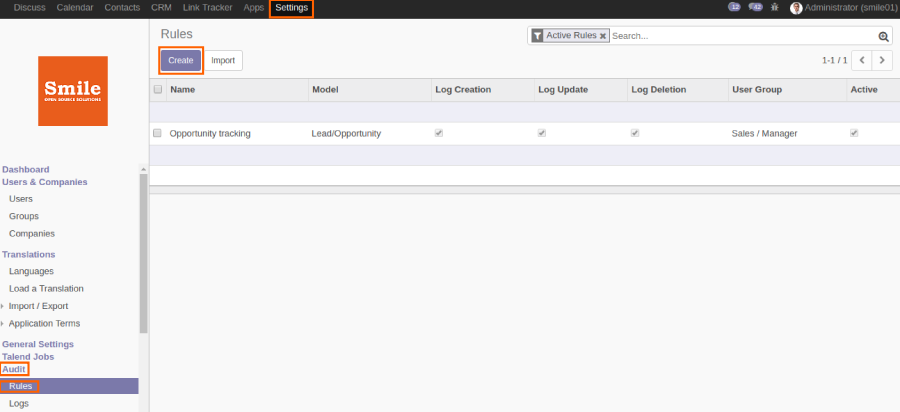 Discuss Calendar Contacts CRM Link Tracker Apps Settings 12 42 Administrator (smile01)
Rules
Active Rules Search...
Create Import
1-1 / 1
Smile
OPEN SOURCE SOLUTIONS
Name Model Log Creation Log Update Log Deletion User Group Active
Opportunity tracking Lead/Opportunity Sales / Manager
Dashboard
Users & Companies
Users
Groups
Companies
Translations
Languages
Load a Translation
Import / Export
Application Terms
General Settings
Talend Jobs
Audit
Rules
Logs